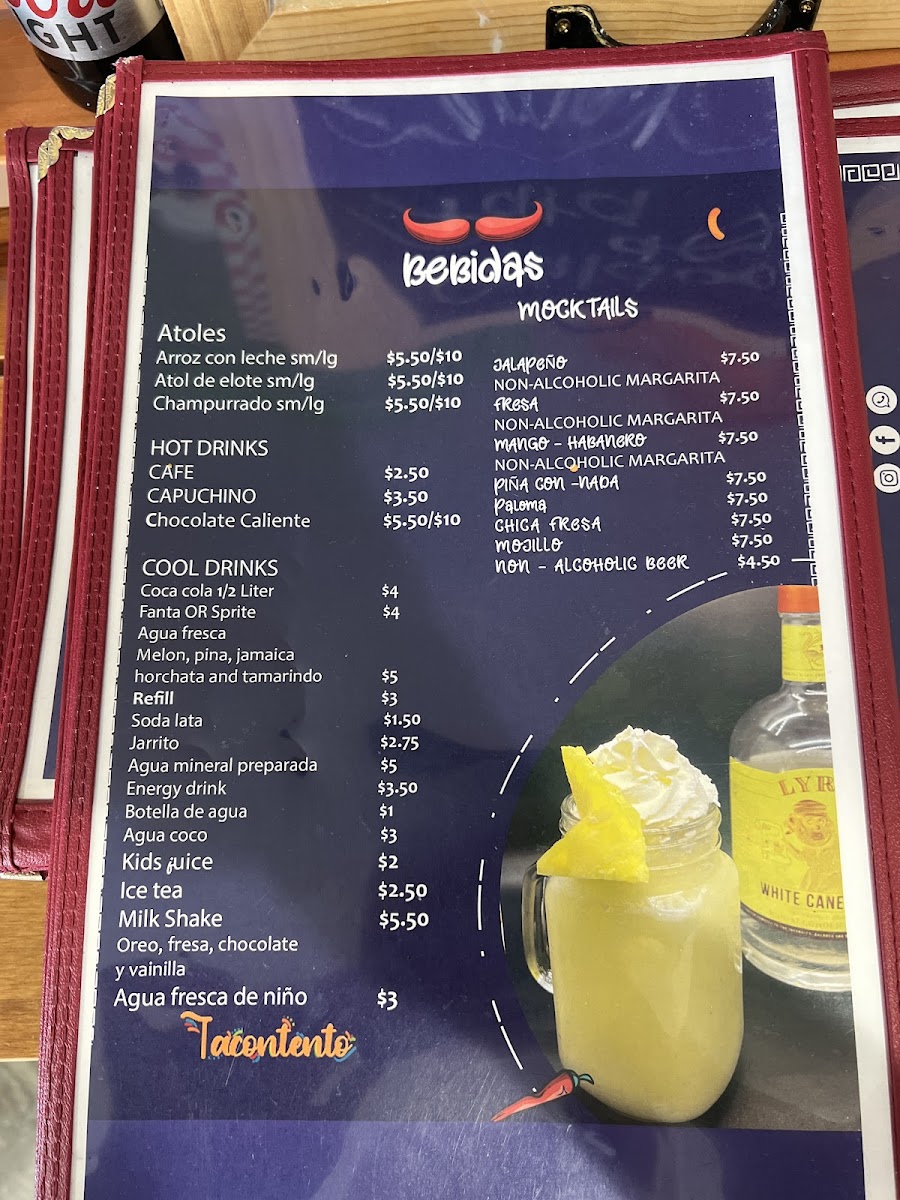 GHT
BEBIDAS
MOCKTAILS
Atoles
Arroz con leche sm/lg $5.50/$10
Atol de elote sm/lg $5.50/$10
Champurrado sm/lg $5.50/$10
HOT DRINKS
CAFE $2.50
CAPUCHINO $3.50
Chocolate Caliente $5.50/$10
COOL DRINKS
Coca cola 1/2 Liter $4
Fanta OR Sprite $4
Agua fresca
Melon, pina, jamaica
horchata and tamarindo $5
Refill $3
Soda lata $1.50
Jarrito $2.75
Agua mineral preparada $5
Energy drink $3.50
Botella de agua $1
Agua coco $3
Kids juice $2
Ice tea $2.50
Milk Shake $5.50
Oreo, fresa, chocolate
y vainilla
Agua fresca de niño $3
Tacontento
JALAPEÑO $7.50
NON-ALCOHOLIC MARGARITA
FRESA $7.50
NON-ALCOHOLIC MARGARITA
MANGO - HABANERO $7.50
NON-ALCOHOLIC MARGARITA
PIÑA CON -NADA $7.50
Paloma $7.50
CHICA FRESA $7.50
MOJILLO $7.50
NON - ALCOHOLIC BEER $4.50
LYR
WHITE CANE